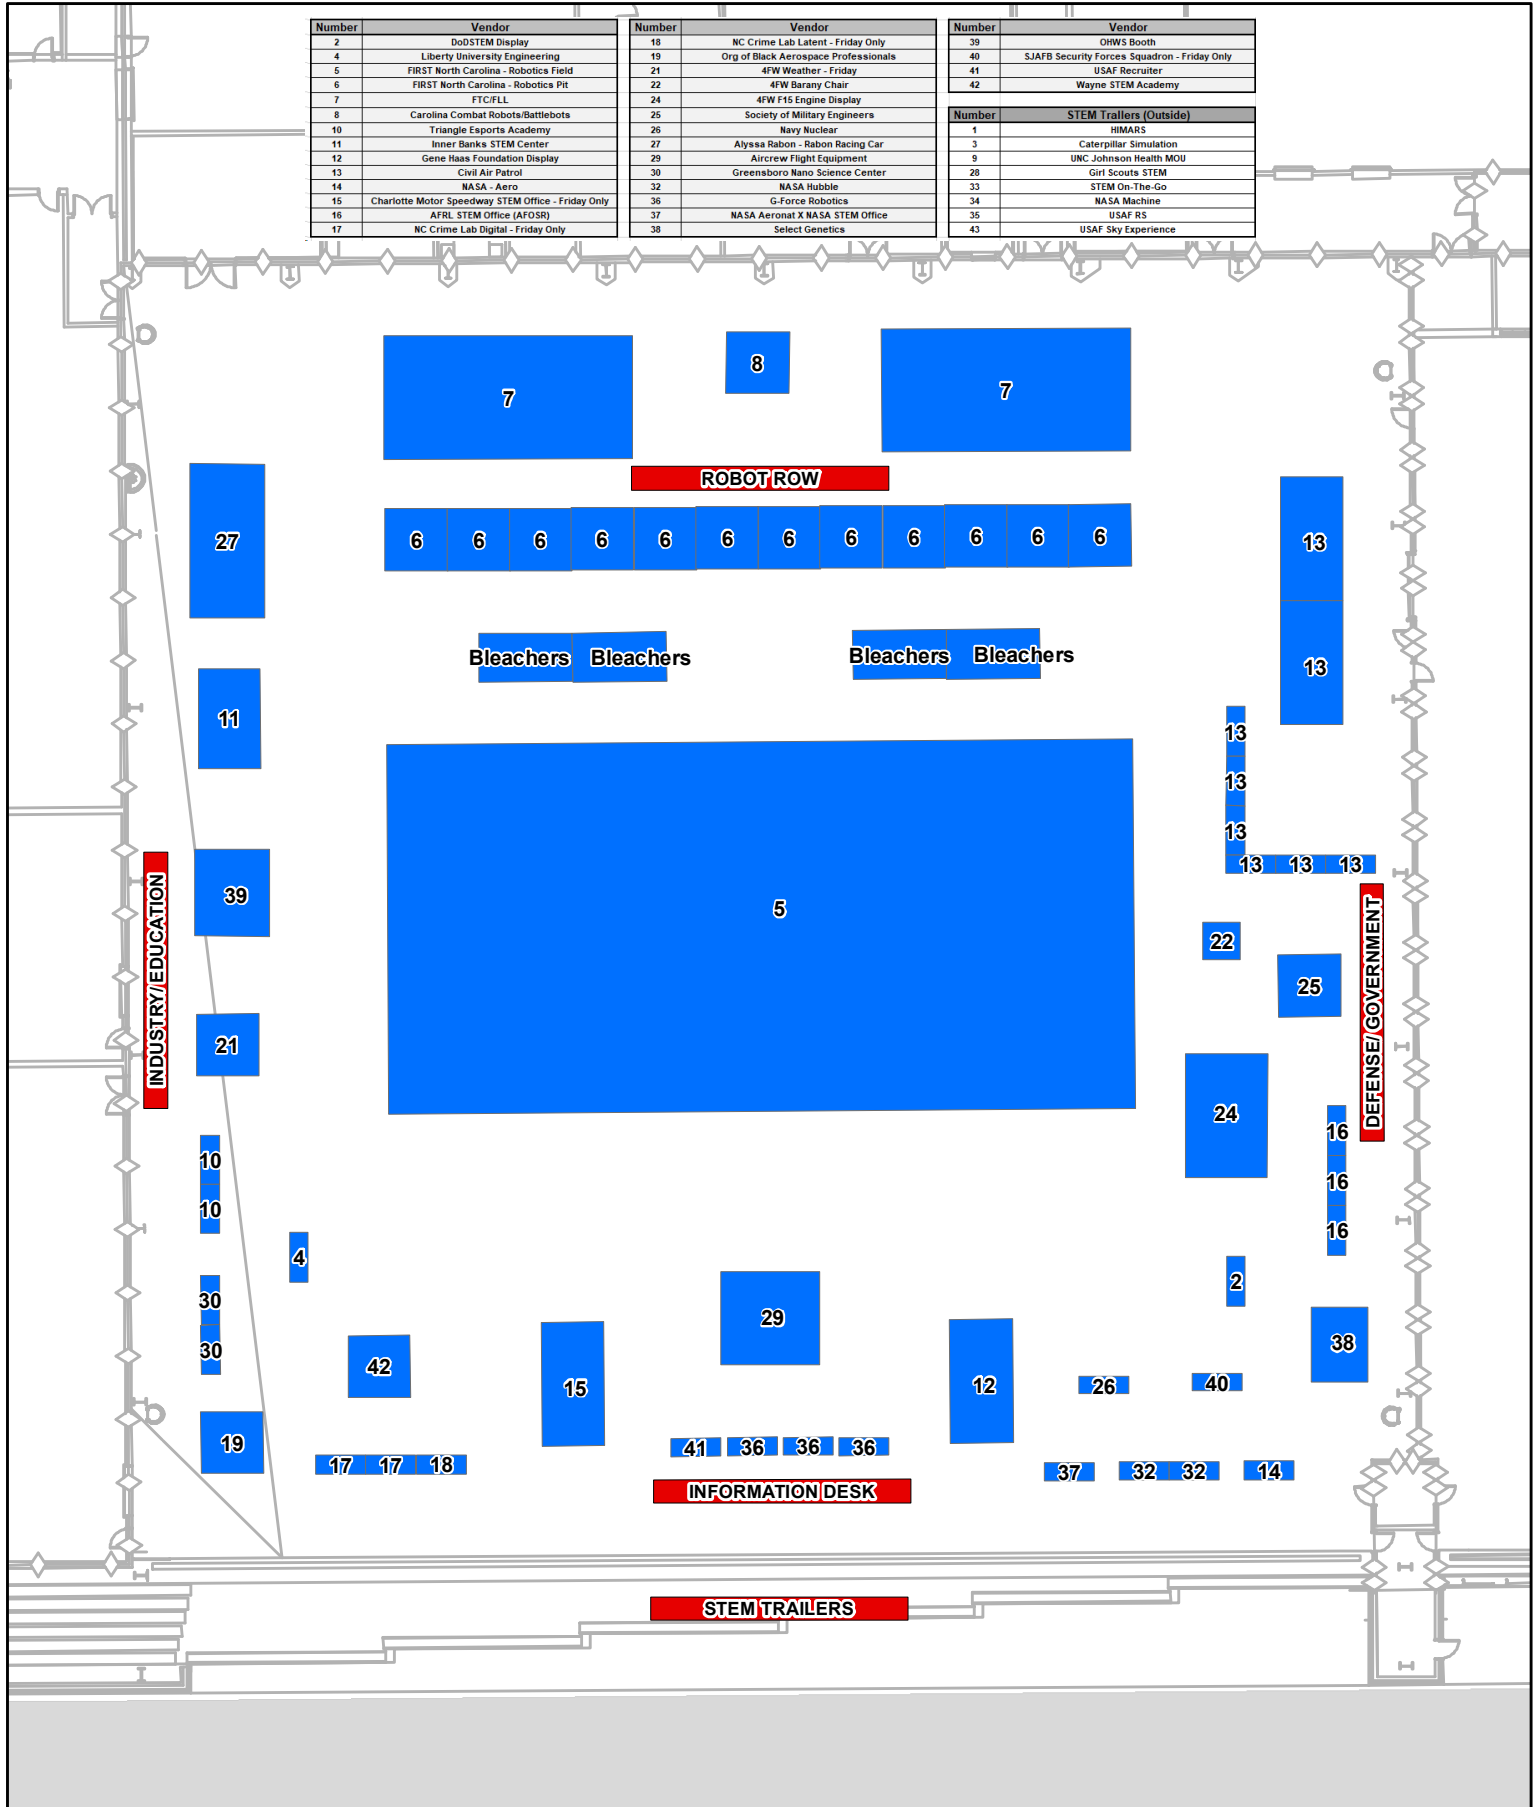 Number Vendor
2 DoDSTEM Display
4 Liberty University Engineering
5 FIRST North Carolina - Robotics Field
6 FIRST North Carolina - Robotics Pit
7 FTC/FLL
8 Carolina Combat Robots/Battlebots
10 Triangle Esports Academy
11 Inner Banks STEM Center
12 Gene Haas Foundation Display
13 Civil Air Patrol
14 NASA - Aero
15 Charlotte Motor Speedway STEM Office - Friday Only
16 AFRL STEM Office (AFOSR)
17 NC Crime Lab Digital - Friday Only
Number Vendor
18 NC Crime Lab Latent - Friday Only
19 Org of Black Aerospace Professionals
21 4FW Weather - Friday
22 4FW Barany Chair
24 4FW F15 Engine Display
25 Society of Military Engineers
26 Navy Nuclear
27 Alyssa Rabon - Rabon Racing Car
29 Aircrew Flight Equipment
30 Greensboro Nano Science Center
32 NASA Hubble
36 G-Force Robotics
37 NASA Aeronat X NASA STEM Office
38 Select Genetics
Number Vendor
39 OHWS Booth
40 SJAFB Security Forces Squadron - Friday Only
41 USAF Recruiter
42 Wayne STEM Academy
Number STEM Trallers (Outside)
1 HIMARS
3 Caterpillar Simulation
9 UNC Johnson Health MOU
28 Girl Scouts STEM
33 STEM On-The-Go
34 NASA Machine
35 USAF RS
43 USAF Sky Experience
7 8 7
ROBOT ROW
27
6 6 6 6 6 6 6 6 6 6 6 6
13
Bleachers Bleachers Bleachers Bleachers
13
11
13
13
13
13 13 13
INDUSTRY/ EDUCATION
39
5
22
25
DEFENSE/ GOVERNMENT
21
24
16
16
16
10
10
4
2
30
30
29
38
42
15
12
26
40
19
17 17 18
41 36 36 36
37 32 32 14
INFORMATION DESK
STEM TRAILERS